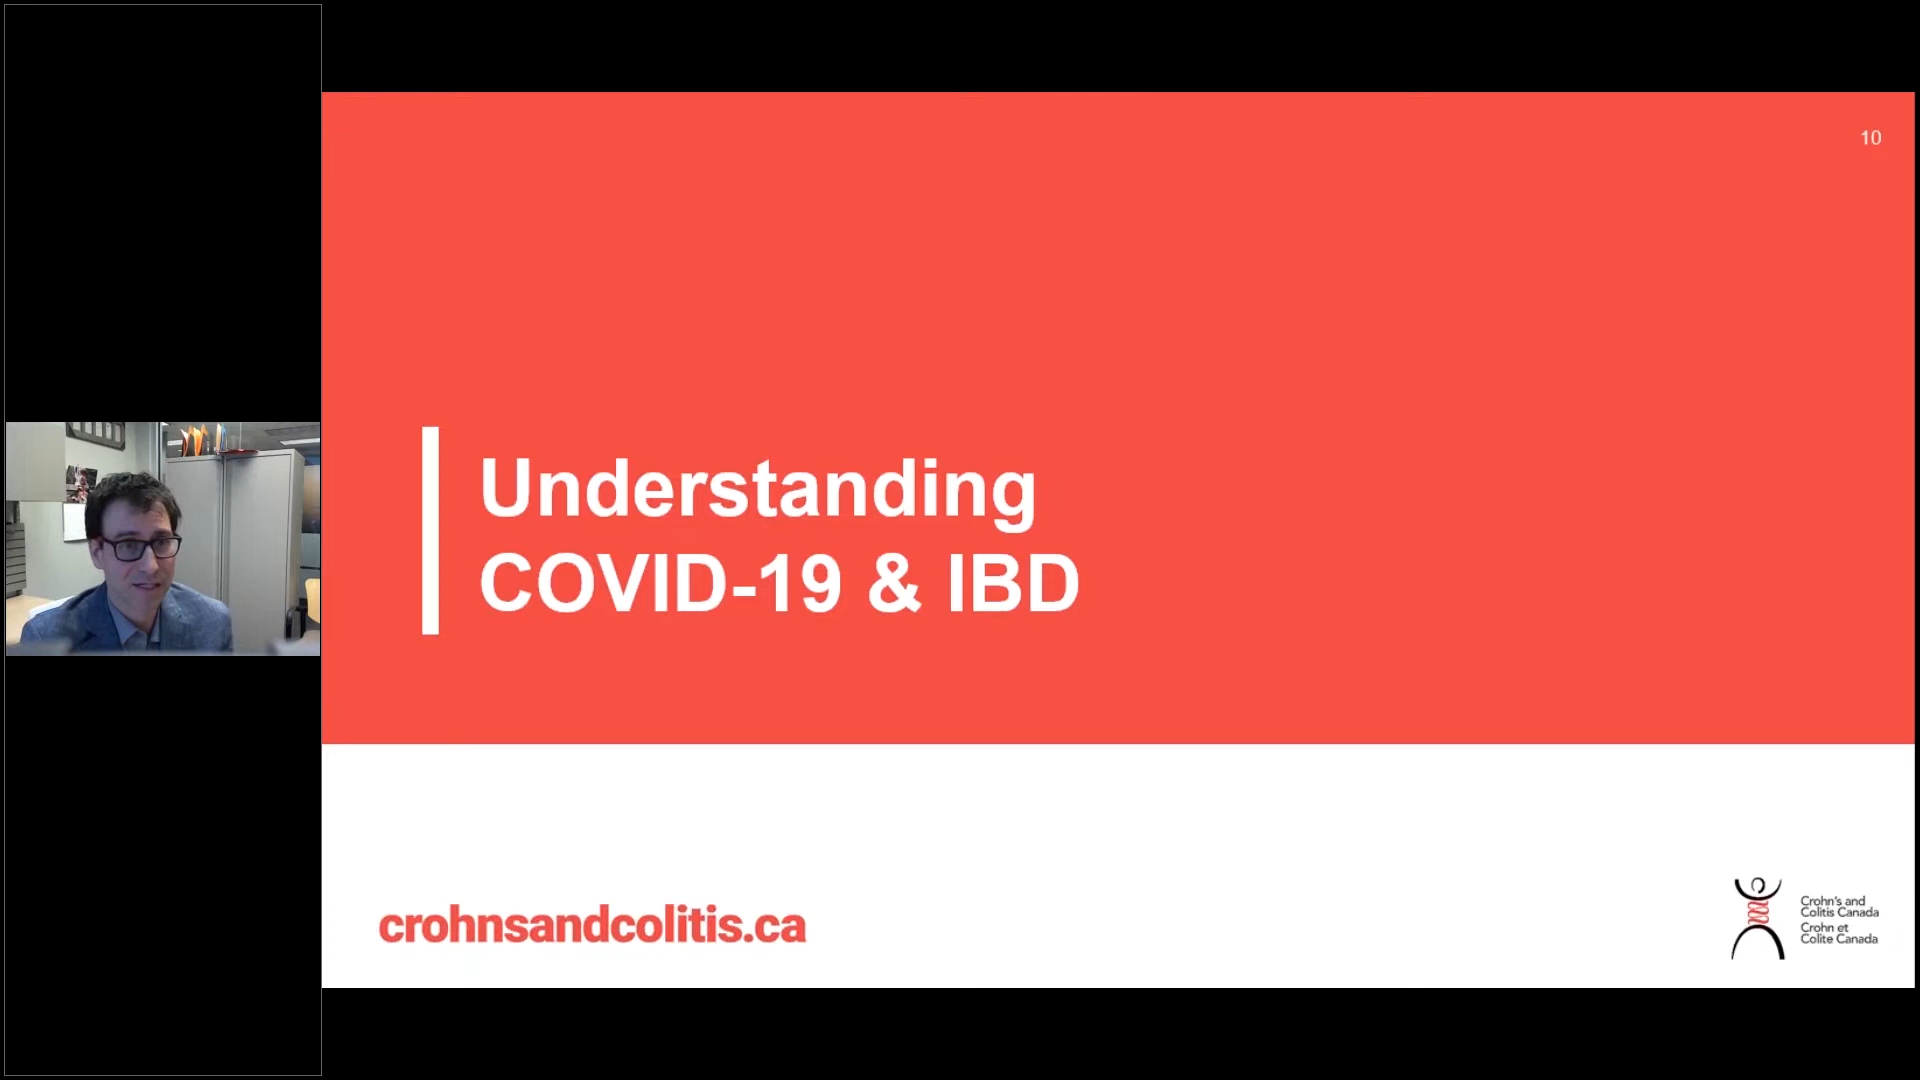 10
Understanding
COVID-19 & IBD
crohnsandcolitis.ca
Crohn's and
Colitis Canada
Crohn et
Colite Canada